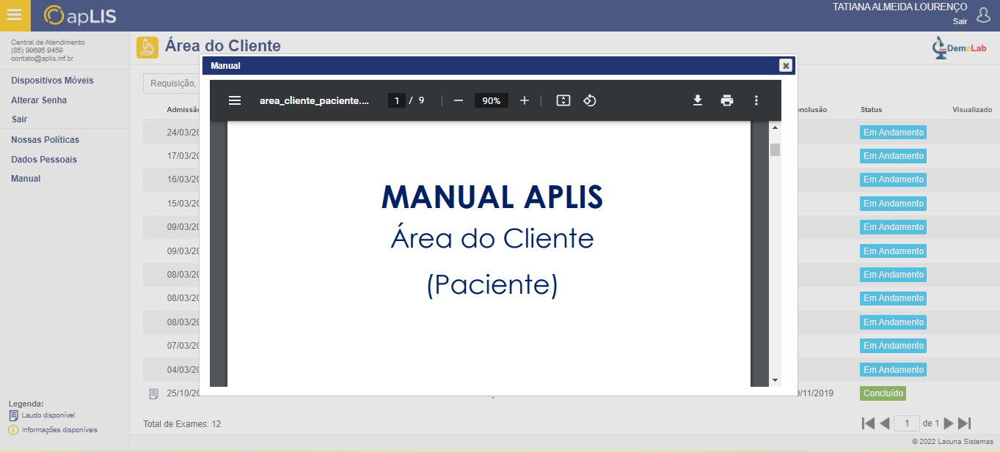 apLIS
TATIANA ALMEIDA LOURENÇO
Sair
Central de Atendimento
(85) 99695 9459
contato@aplis.inf.br
Dispositivos Móveis
Alterar Senha
Sair
Nossas Políticas
Dados Pessoais
Manual
Legenda:
Laudo disponível
Informações disponíveis
Área do Cliente
DemoLab
Manual
area_cliente_paciente....
1 / 9
90%
MANUAL APLIS
Área do Cliente
(Paciente)
Requisição,
Status Visualizado
24/03/20 Em Andamento
17/03/20 Em Andamento
16/03/20 Em Andamento
15/03/20 Em Andamento
09/03/20 Em Andamento
09/03/20 Em Andamento
08/03/20 Em Andamento
08/03/20 Em Andamento
08/03/20 Em Andamento
07/03/20 Em Andamento
04/03/20 Em Andamento
25/10/20 /11/2019 Concluído
Total de Exames: 12
1 de 1
© 2022 Lacuna Sistemas